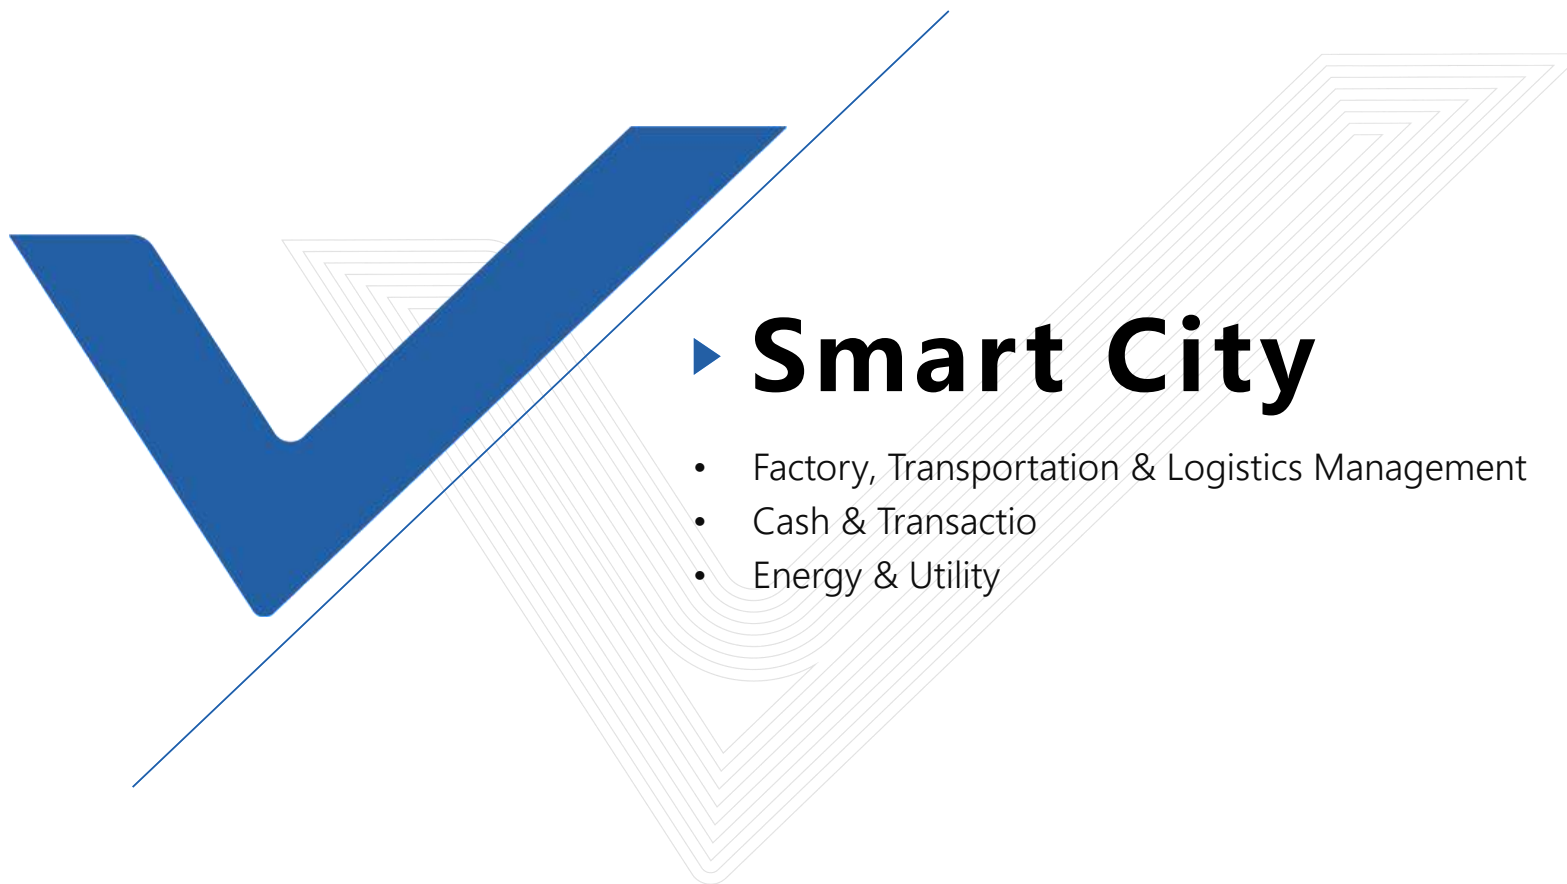 Smart City
• Factory, Transportation & Logistics Management
• Cash & Transactio
• Energy & Utility